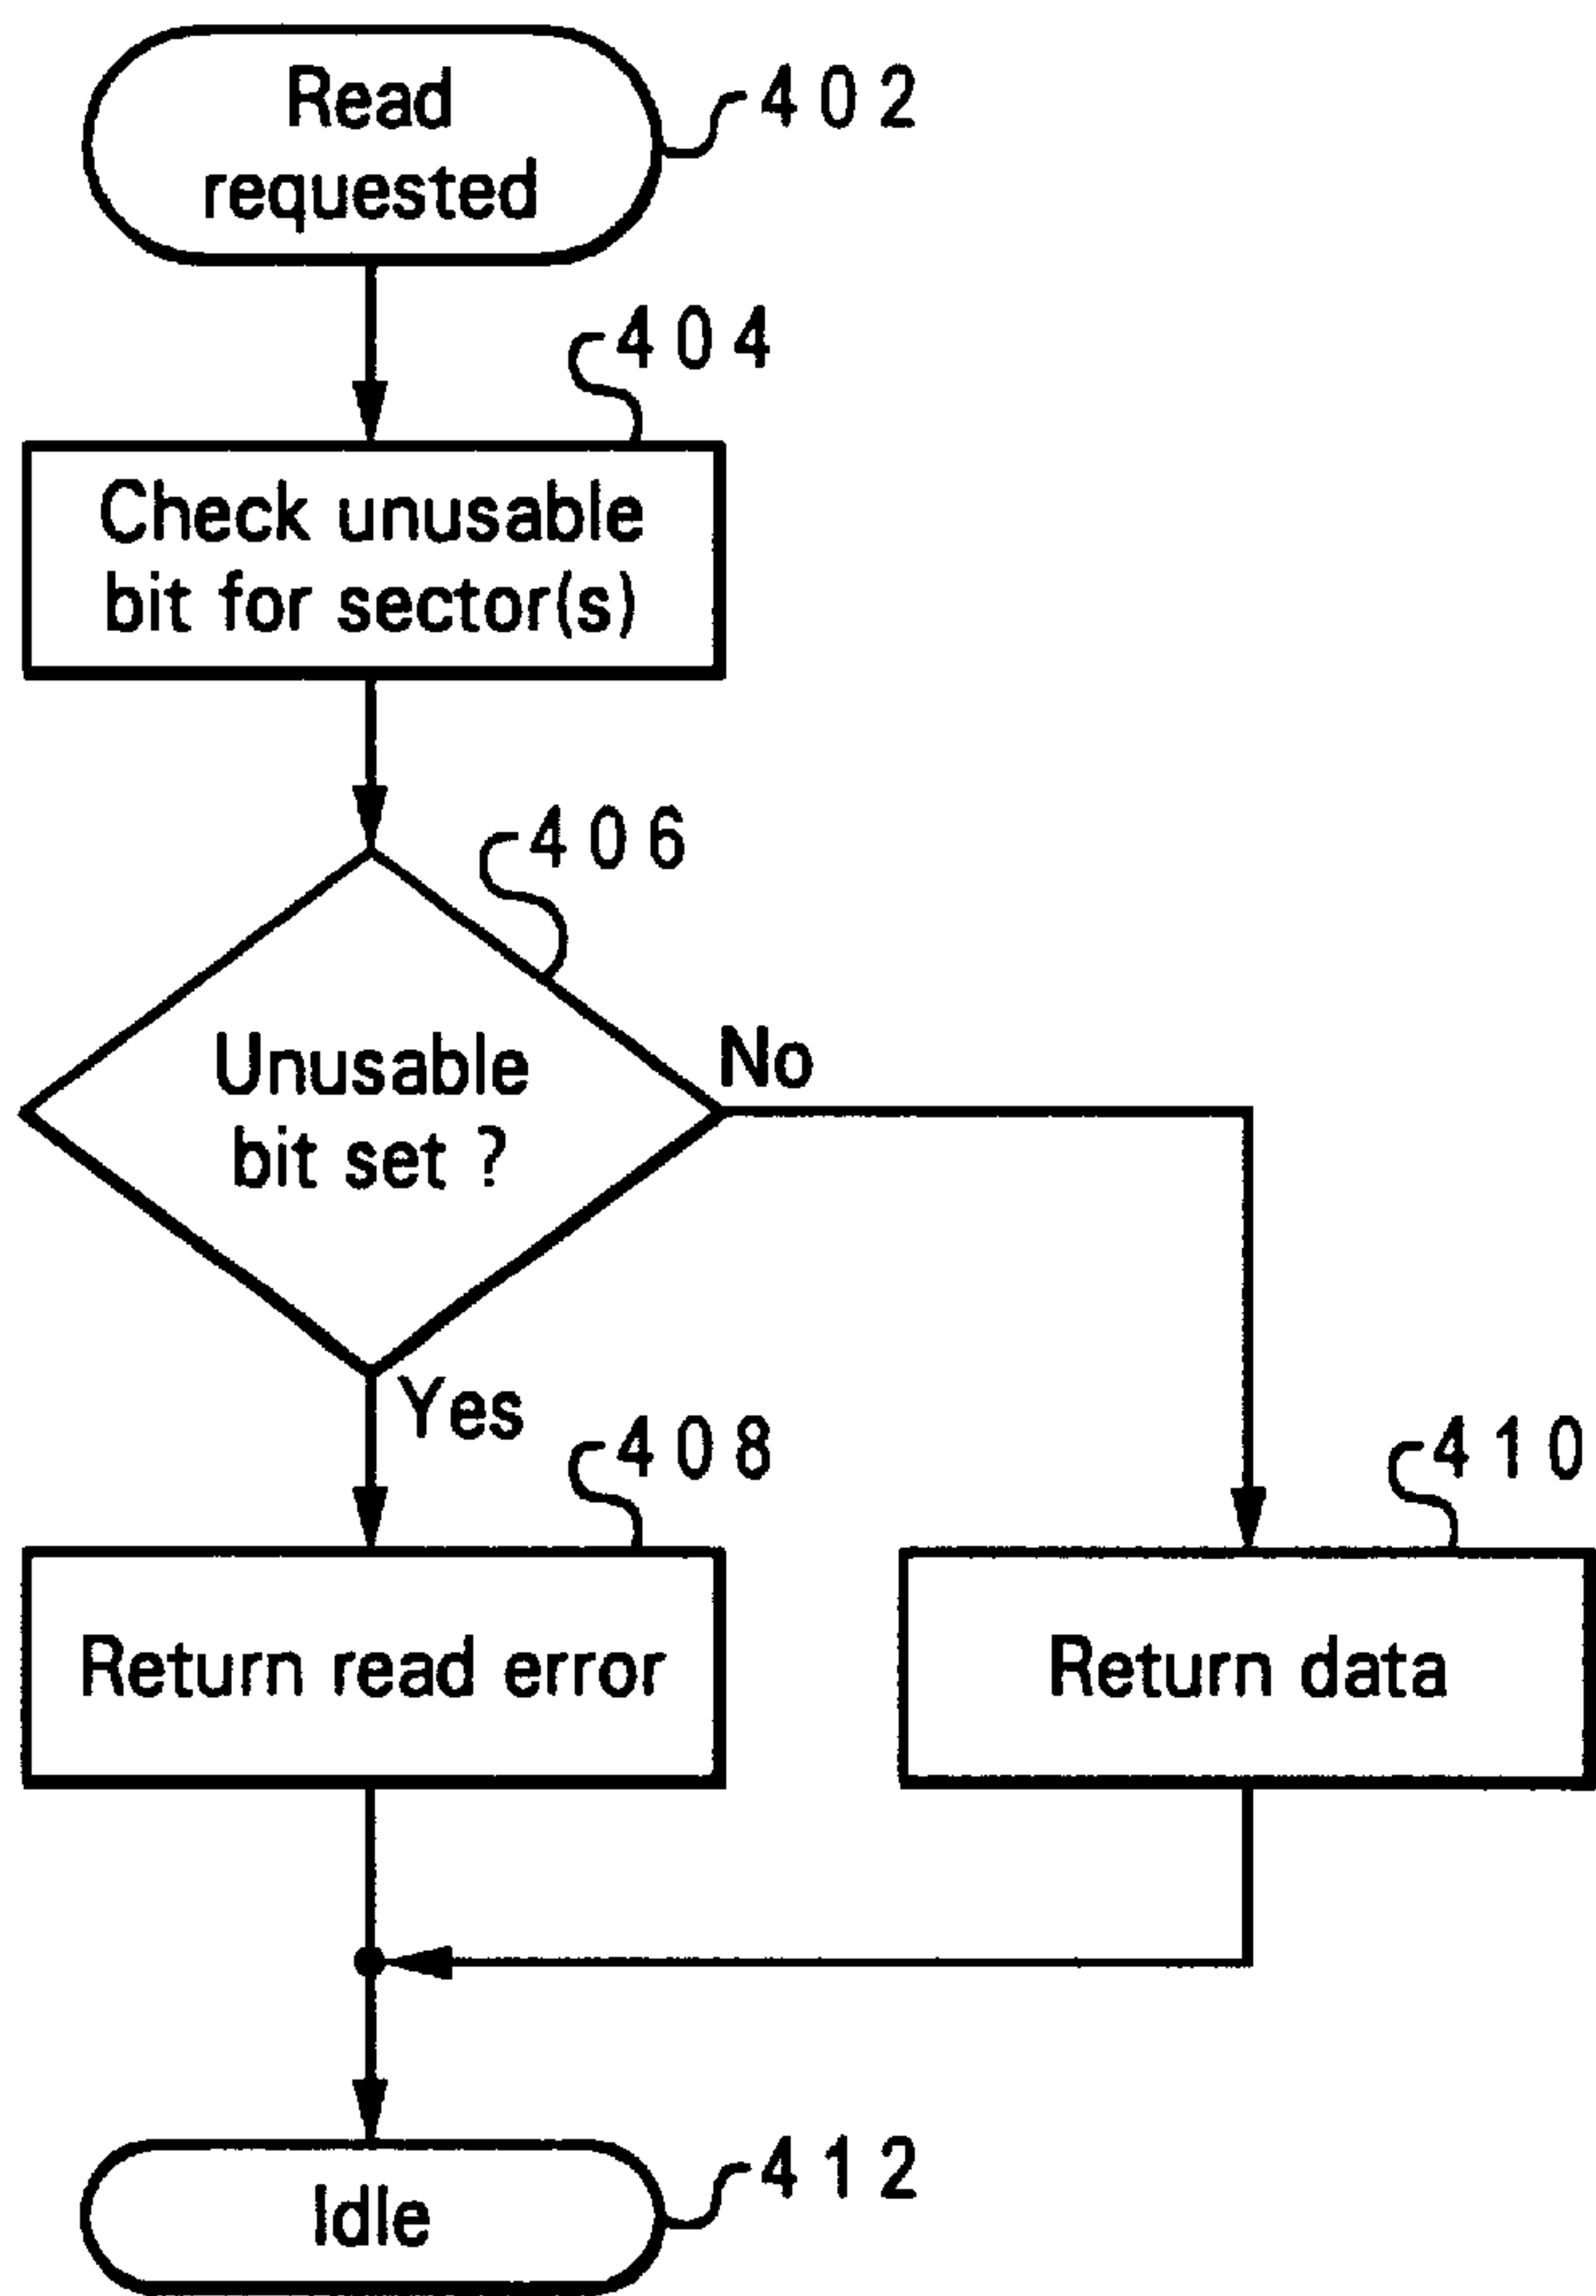 Read
requested
402
404
Check unusable
bit for sector(s)
406
Unusable
bit set ?
No
Yes
408
410
Return read error
Return data
Idle
412